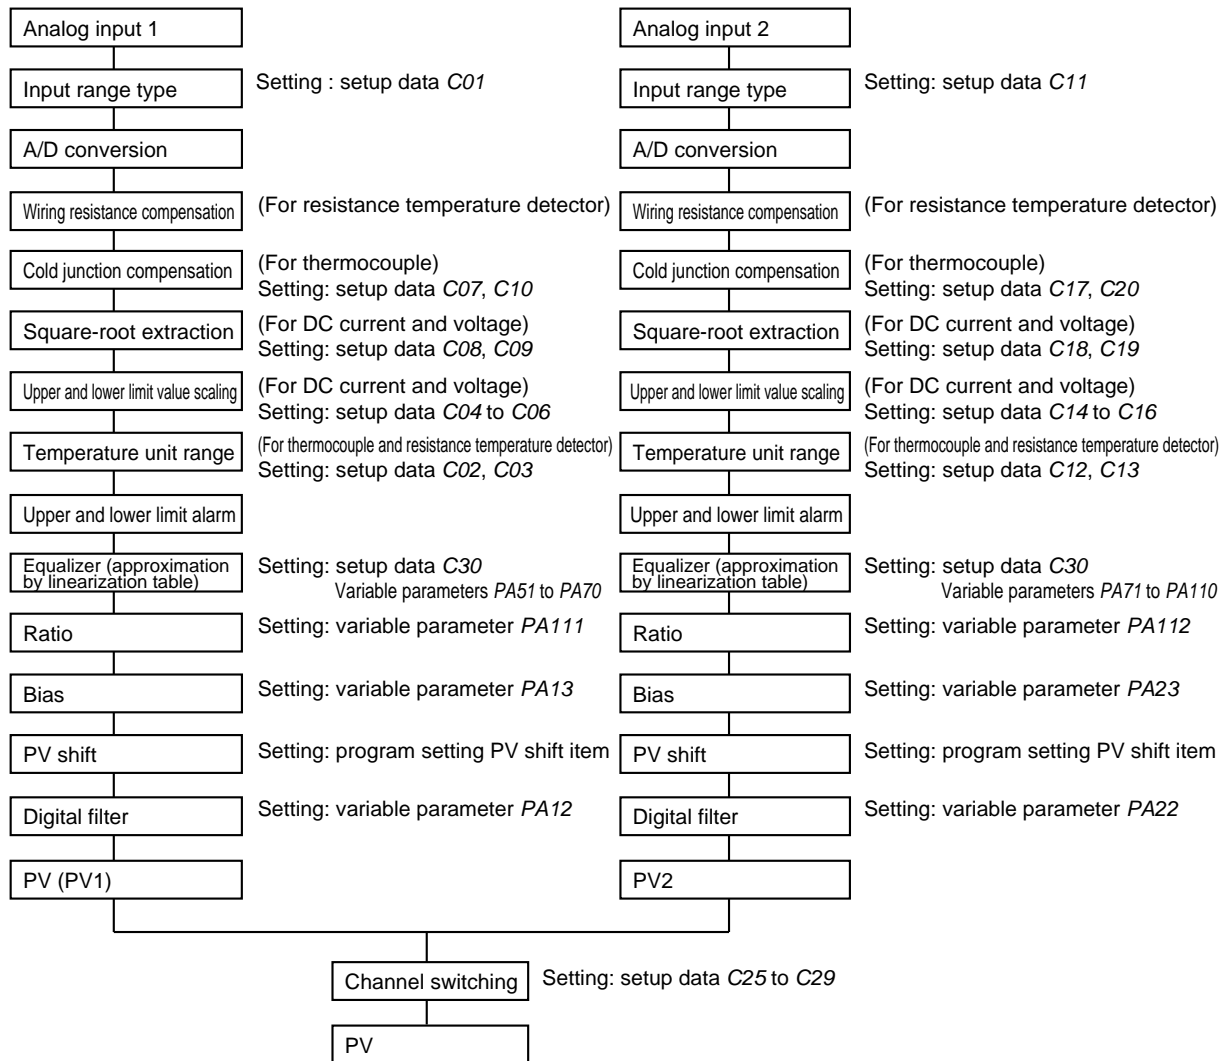 Analog input 1
Input range type
Setting : setup data C01
A/D conversion
Wiring resistance compensation
(For resistance temperature detector)
Cold junction compensation
(For thermocouple)
Setting: setup data C07, C10
Square-root extraction
(For DC current and voltage)
Setting: setup data C08, C09
Upper and lower limit value scaling
(For DC current and voltage)
Setting: setup data C04 to C06
Temperature unit range
(For thermocouple and resistance temperature detector)
Setting: setup data C02, C03
Upper and lower limit alarm
Equalizer (approximation
by linearization table)
Setting: setup data C30
Variable parameters PA51 to PA70
Ratio
Setting: variable parameter PA111
Bias
Setting: variable parameter PA13
PV shift
Setting: program setting PV shift item
Digital filter
Setting: variable parameter PA12
PV (PV1)
Analog input 2
Input range type
Setting: setup data C11
A/D conversion
Wiring resistance compensation
(For resistance temperature detector)
Cold junction compensation
(For thermocouple)
Setting: setup data C17, C20
Square-root extraction
(For DC current and voltage)
Setting: setup data C18, C19
Upper and lower limit value scaling
(For DC current and voltage)
Setting: setup data C14 to C16
Temperature unit range
(For thermocouple and resistance temperature detector)
Setting: setup data C12, C13
Upper and lower limit alarm
Equalizer (approximation
by linearization table)
Setting: setup data C30
Variable parameters PA71 to PA110
Ratio
Setting: variable parameter PA112
Bias
Setting: variable parameter PA23
PV shift
Setting: program setting PV shift item
Digital filter
Setting: variable parameter PA22
PV2
Channel switching
Setting: setup data C25 to C29
PV